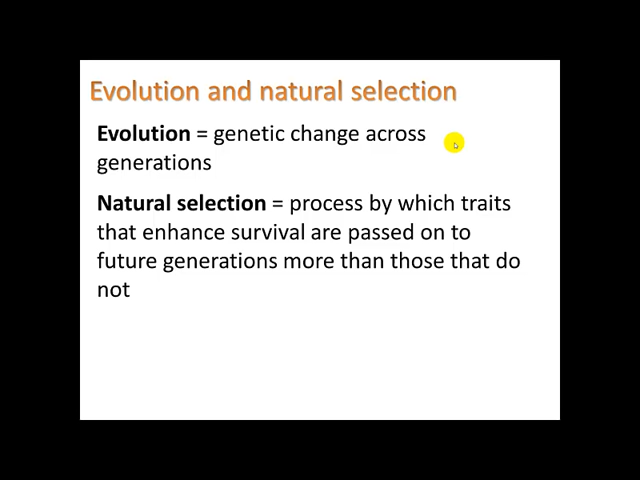 Evolution and natural selection
Evolution = genetic change across
generations
Natural selection = process by which traits
that enhance survival are passed on to
future generations more than those that do
not